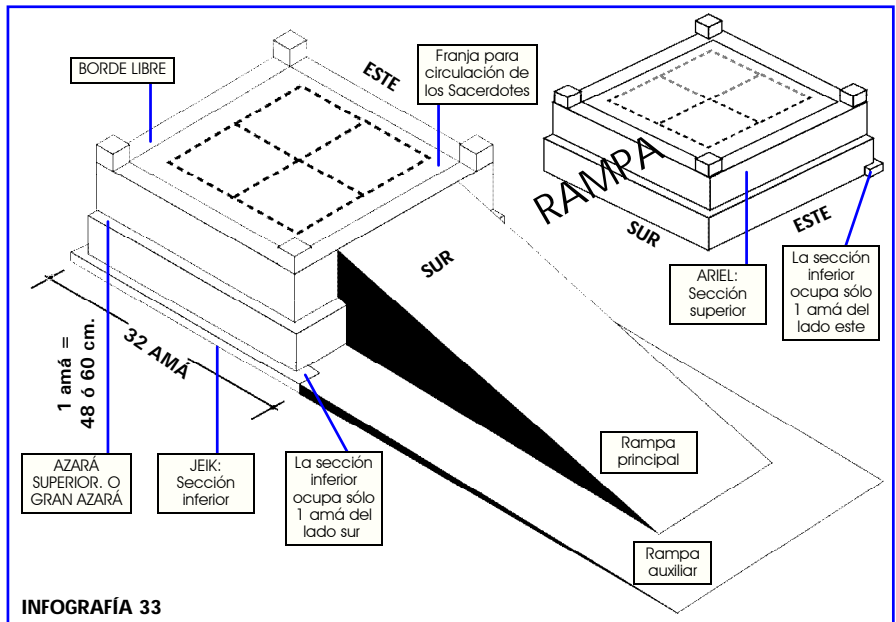 BORDE LIBRE
ESTE
Franja para
circulación de
los Sacerdotes
RAMPA
SUR
ESTE
SUR
ARIEL:
Sección
superior
La sección
inferior
ocupa sólo
1 amá del
lado este
1 amá =
48 ó 60 cm.
32 AMÁ
AZARÁ
SUPERIOR. O
GRAN AZARÁ
JEIK:
Sección
inferior
La sección
inferior
ocupa sólo
1 amá del
lado sur
Rampa
principal
Rampa
auxiliar
INFOGRAFÍA 33